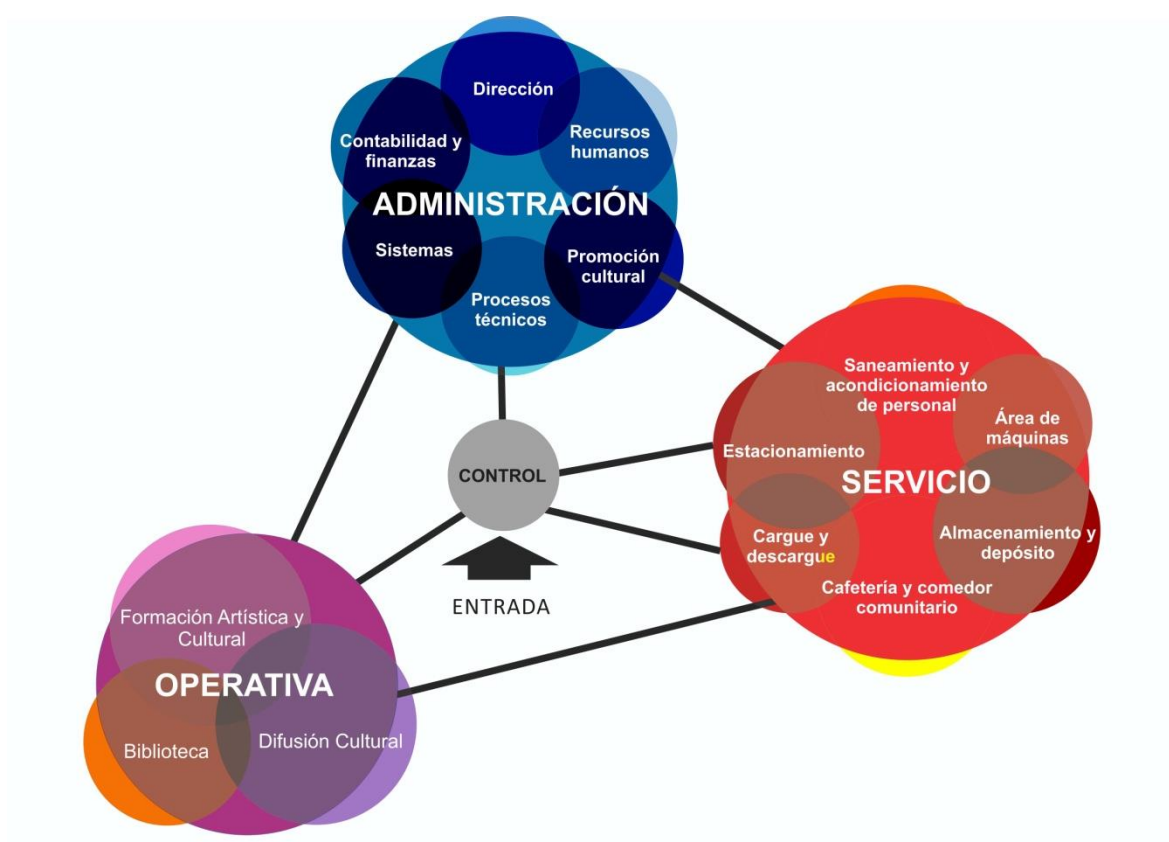 Dirección
Contabilidad y
finanzas
Recursos
humanos
ADMINISTRACIÓN
Sistemas
Promoción
cultural
Procesos
técnicos
CONTROL
ENTRADA
Saneamiento y
acondicionamiento
de personal
Área de
máquinas
Estacionamiento
SERVICIO
Cargue y
descargue
Almacenamiento y
depósito
Cafetería y comedor
comunitario
Formación Artística y
Cultural
OPERATIVA
Biblioteca
Difusión Cultural